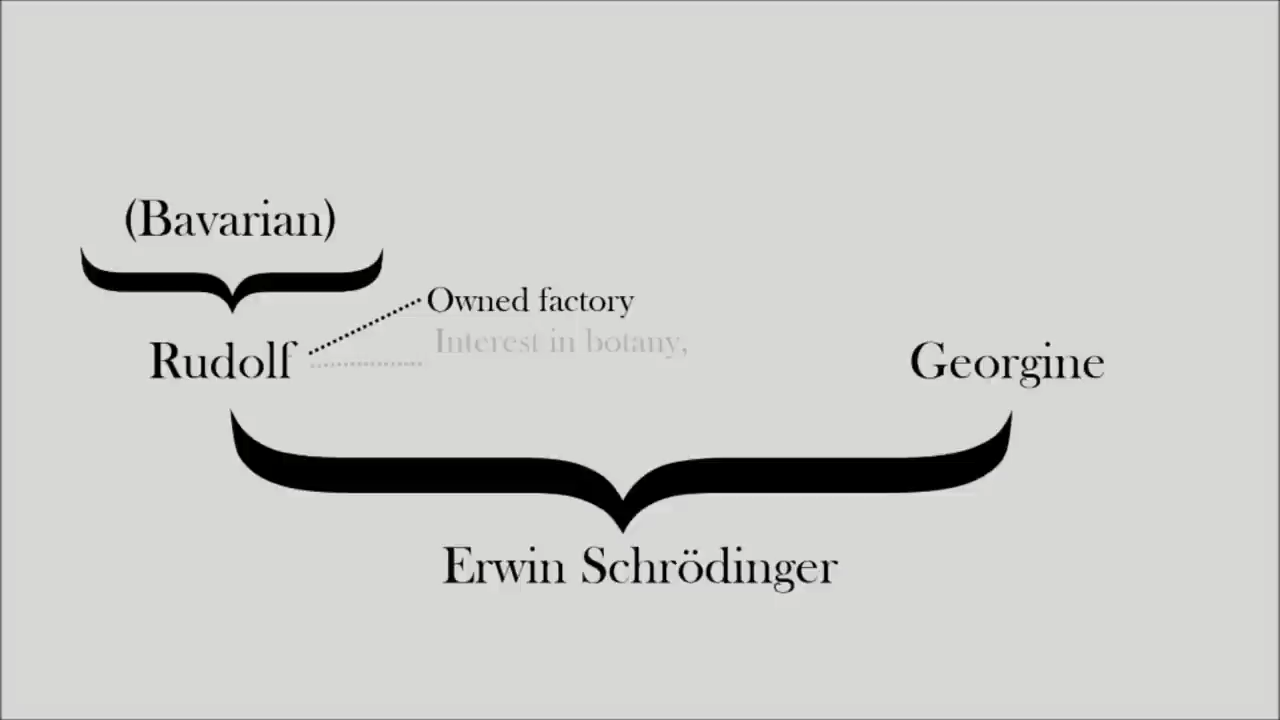 (Bavarian)
Owned factory
Interest in botany,
Rudolf
Georgine
Erwin Schrödinger